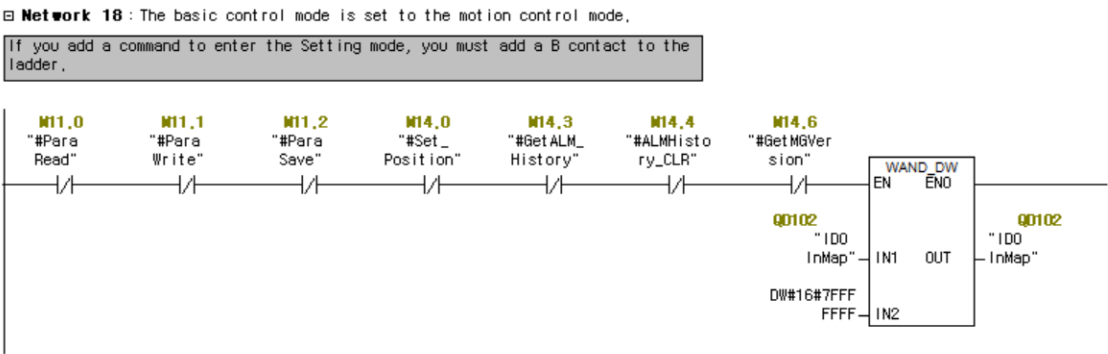 Network 18 : The basic control mode is set to the motion control mode.
If you add a command to enter the Setting mode, you must add a B contact to the
ladder.
M11.0 M11.1 M11.2 M14.0 M14.3 M14.4 M14.6
"#Para "#Para "#Para "#Set_ "#GetALM_ "#ALMHisto "#GetMGVer
Read" Write" Save" Position" History" ry_CLR" sion"
WAND_DW
EN ENO
QD102 QD102
"IDO "IDO
InMap" IN1 OUT InMap"
DW#16#7FFF
FFFF IN2